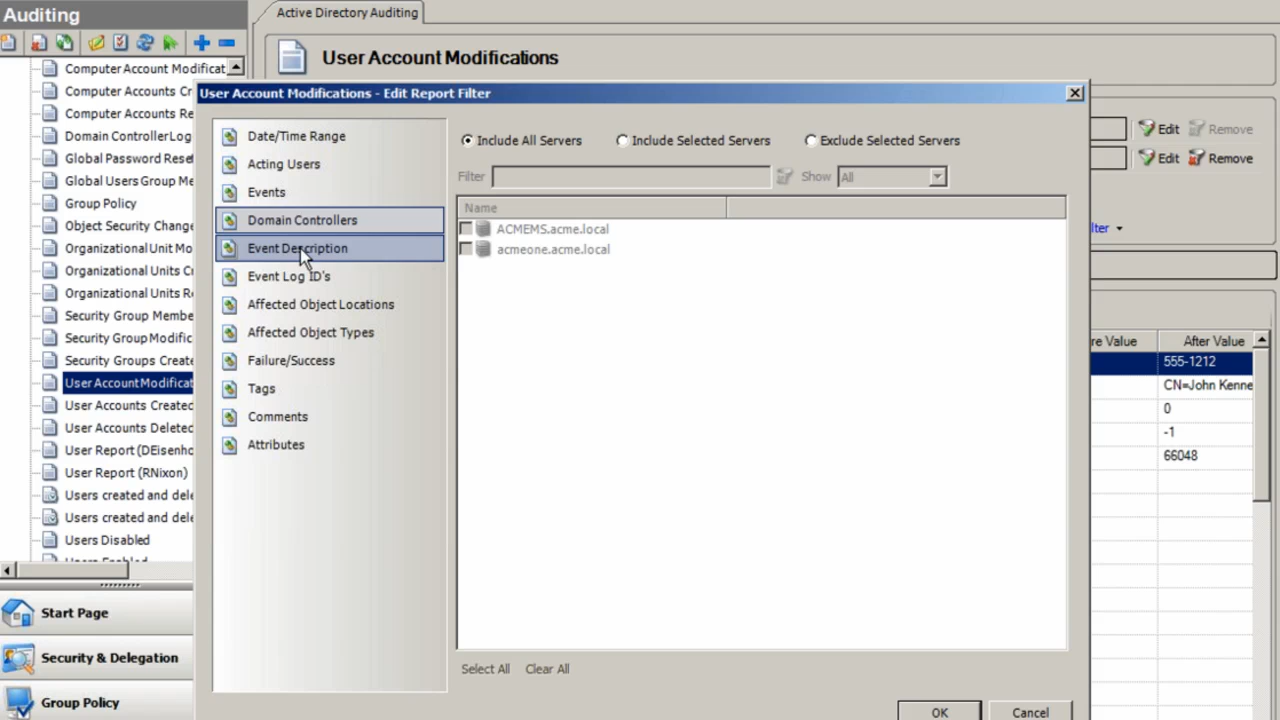 Auditing
Active Directory Auditing
User Account Modifications
Computer Account Modificat
Computer Accounts Cr
Computer Accounts Re
Domain Controller Log
Global Password Rese
Global Users Group Me
Group Policy
Object Security Change
Organizational Unit Mo
Organizational Units Cr
Organizational Units Re
Security Group Membe
Security Group Modific
Security Groups Create
User Account Modificat
User Accounts Created
User Accounts Deleted
User Report (DEisenho
User Report (RNixon)
Users created and dele
Users created and dele
Users Disabled
Users Enabled
Start Page
Security & Delegation
Group Policy
User Account Modifications - Edit Report Filter
Date/Time Range
Acting Users
Events
Domain Controllers
Event Description
Event Log ID's
Affected Object Locations
Affected Object Types
Failure/Success
Tags
Comments
Attributes
Include All Servers Include Selected Servers Exclude Selected Servers
Filter Show All
Name
ACMEMS.acme.local
acmeone.acme.local
Select All Clear All
OK Cancel
Edit Remove
Edit Remove
lter
re Value After Value
555-1212
CN=John Kenne
0
-1
66048